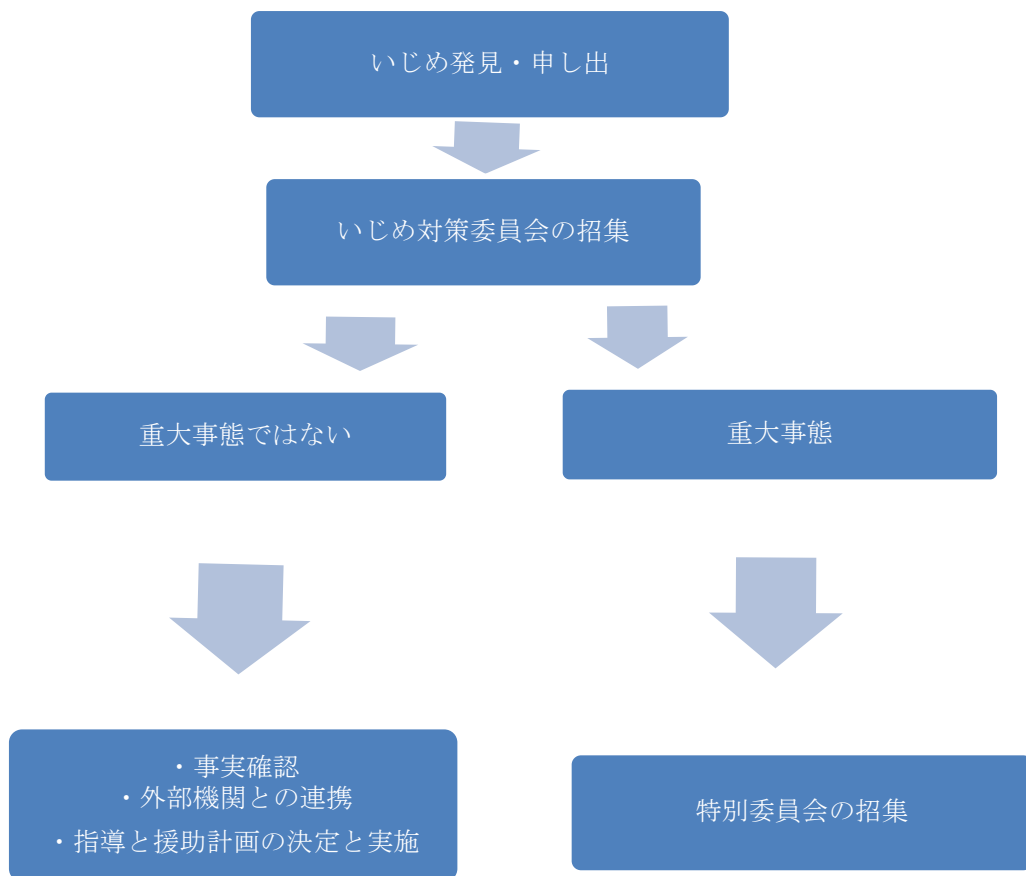 いじめ発見・申し出
いじめ対策委員会の招集
重大事態ではない
重大事態
・事実確認
・外部機関との連携
・指導と援助計画の決定と実施
特別委員会の招集